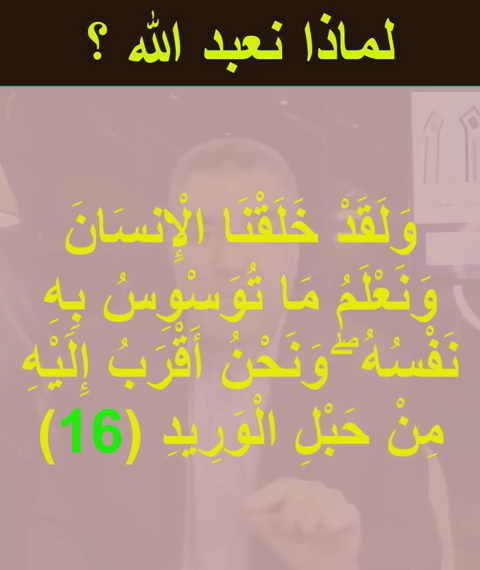 لماذا نعبد الله ؟
وَلَقَدْ خَلَقْنَا الْإِنسَانَ
وَنَعْلَمُ مَا تُوَسْوِسُ بِهِ
نَفْسُهُ ۖ وَنَحْنُ أَقْرَبُ إِلَيْهِ
مِنْ حَبْلِ الْوَرِيدِ (16)